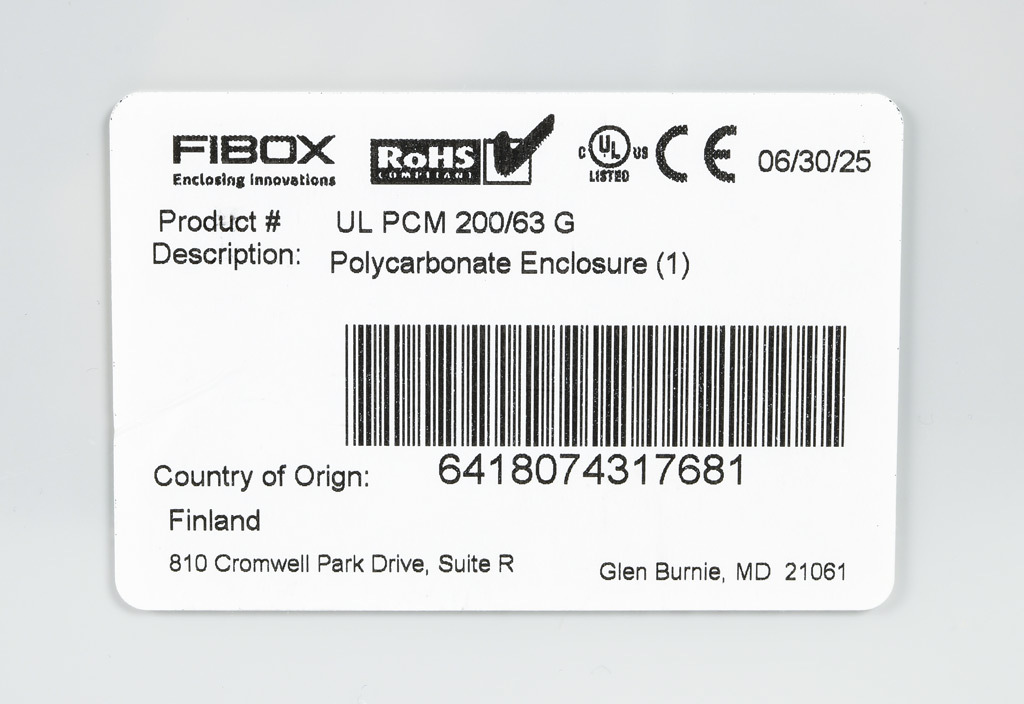 FIBOX
Enclosing Innovations
RoHS
COMPLIANT
C UL US
LISTED
CE
06/30/25
Product # UL PCM 200/63 G
Description: Polycarbonate Enclosure (1)
6418074317681
Country of Orign:
Finland
810 Cromwell Park Drive, Suite R
Glen Burnie, MD 21061